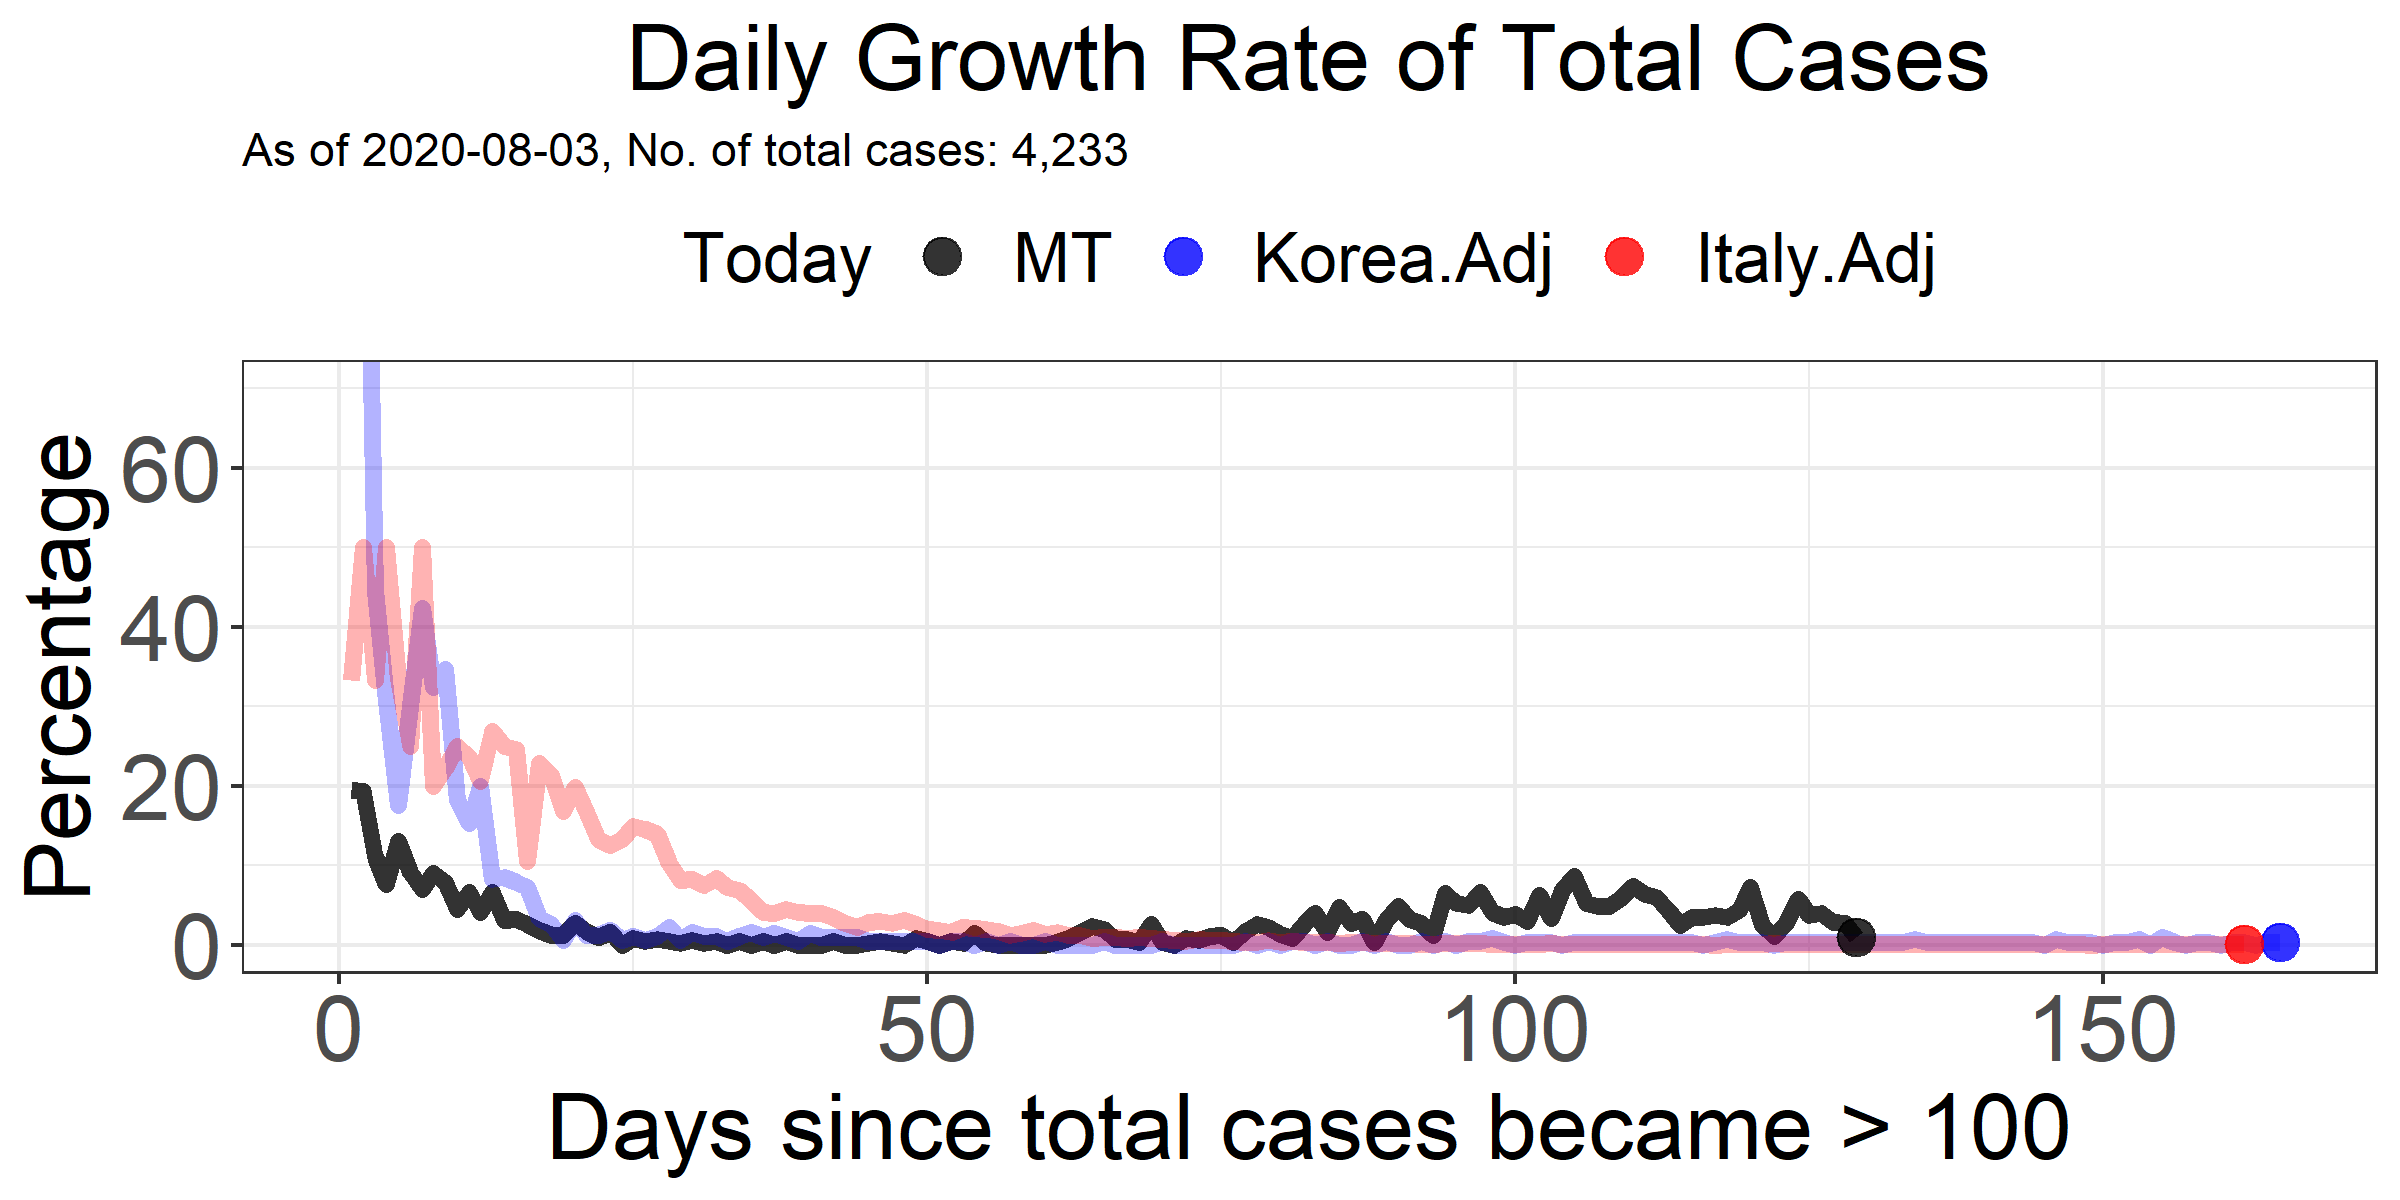 Daily Growth Rate of Total Cases
As of 2020-08-03, No. of total cases: 4,233
Today MT Korea.Adj Italy.Adj
Percentage
60
40
20
0
0 50 100 150
Days since total cases became > 100